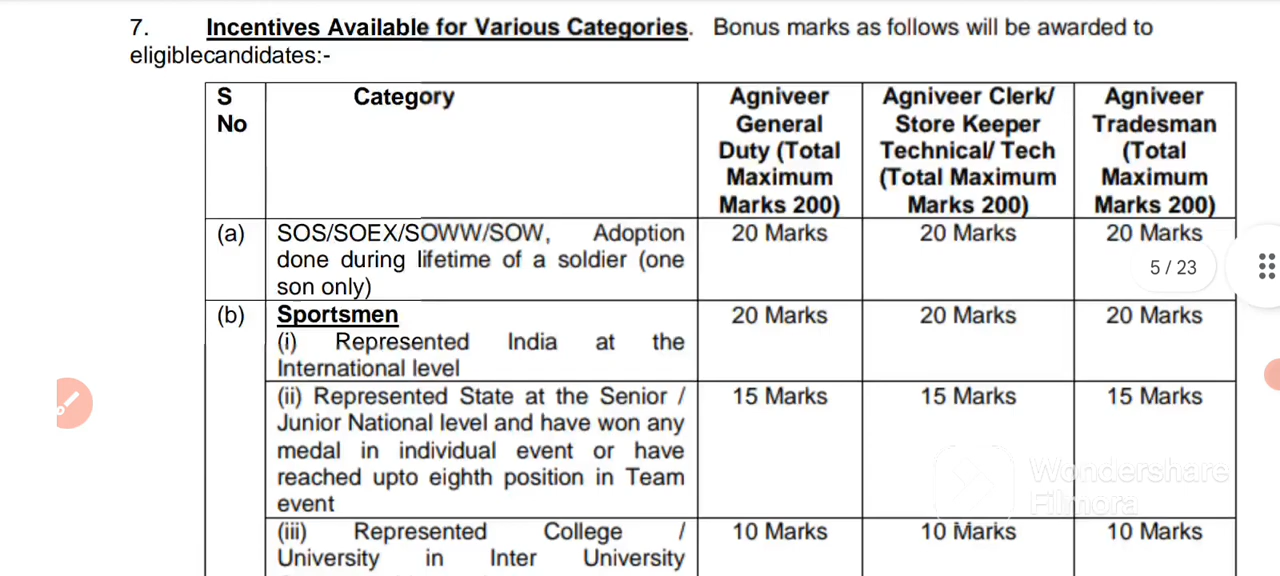 7. Incentives Available for Various Categories. Bonus marks as follows will be awarded to
eligiblecandidates:-
S No
Category
Agniveer General Duty (Total Maximum Marks 200)
Agniveer Clerk/ Store Keeper Technical/ Tech (Total Maximum Marks 200)
Agniveer Tradesman (Total Maximum Marks 200)
(a)
SOS/SOEX/SOWW/SOW, Adoption
done during lifetime of a soldier (one
son only)
20 Marks
20 Marks
20 Marks
5 / 23
(b)
Sportsmen
(i) Represented India at the
International level
20 Marks
20 Marks
20 Marks
(ii) Represented State at the Senior /
Junior National level and have won any
medal in individual event or have
reached upto eighth position in Team
event
15 Marks
15 Marks
15 Marks
(iii) Represented College /
University in Inter University
10 Marks
10 Marks
10 Marks
Wondershare
Filmora